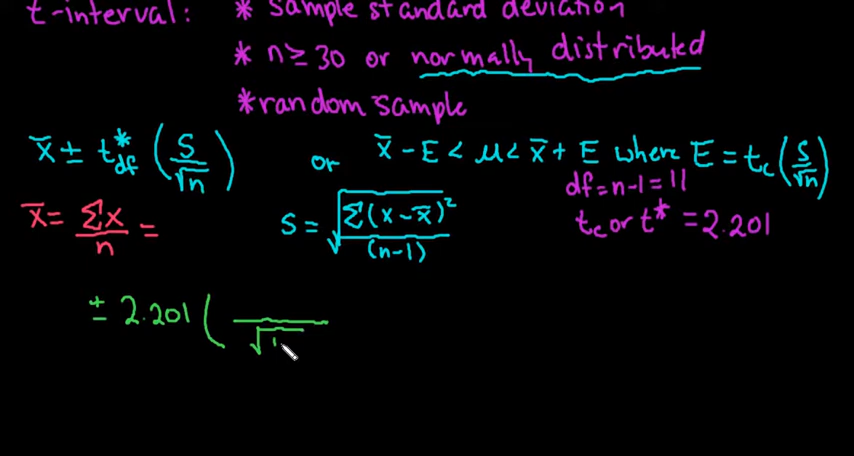 t-interval: * sample standard deviation
* n ≥ 30 or normally distributed
* random sample
x̄ ± t*df (S/√n) or x̄ - E < μ < x̄ + E where E = tc (S/√n)
df = n-1 = 11
x̄ = Σx/n = S = √(Σ(x-x̄)²/(n-1)) tc or t* = 2.201
± 2.201 ( /√1